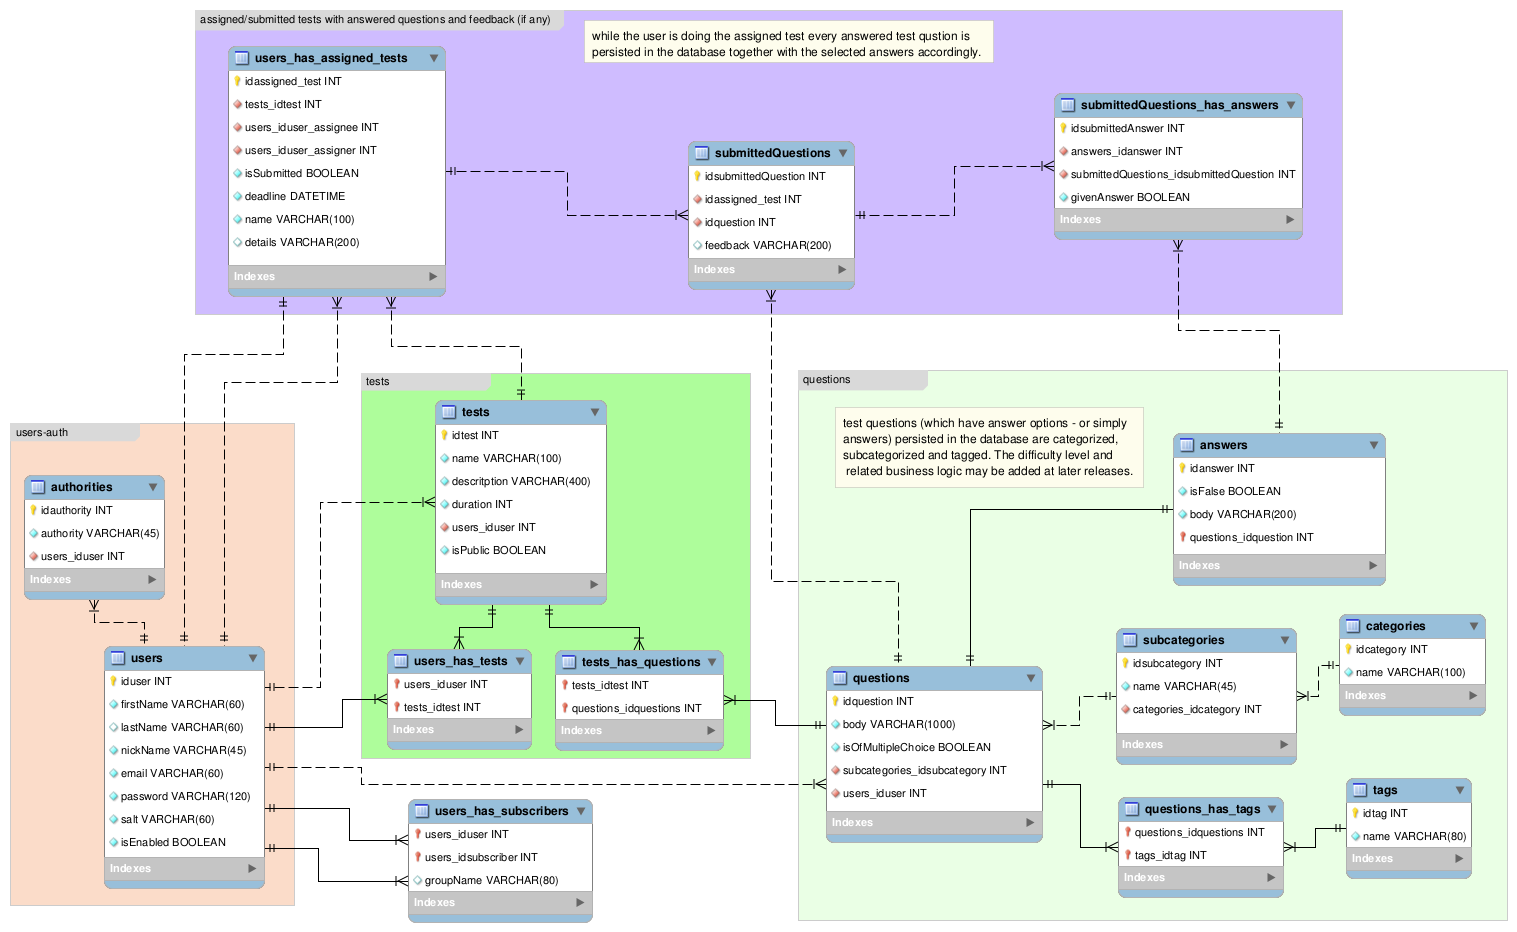 assigned/submitted tests with answered questions and feedback (if any)
while the user is doing the assigned test every answered test qustion is
persisted in the database together with the selected answers accordingly.
users_has_assigned_tests
idassigned_test INT
tests_idtest INT
users_iduser_assignee INT
users_iduser_assigner INT
isSubmitted BOOLEAN
deadline DATETIME
name VARCHAR(100)
details VARCHAR(200)
Indexes
submittedQuestions
idsubmittedQuestion INT
idassigned_test INT
idquestion INT
feedback VARCHAR(200)
Indexes
submittedQuestions_has_answers
idsubmittedAnswer INT
answers_idanswer INT
submittedQuestions_idsubmittedQuestion INT
givenAnswer BOOLEAN
Indexes
users-auth
authorities
idauthority INT
authority VARCHAR(45)
users_iduser INT
Indexes
users
iduser INT
firstName VARCHAR(60)
lastName VARCHAR(60)
nickName VARCHAR(45)
email VARCHAR(60)
password VARCHAR(120)
salt VARCHAR(60)
isEnabled BOOLEAN
Indexes
tests
tests
idtest INT
name VARCHAR(100)
descritption VARCHAR(400)
duration INT
users_iduser INT
isPublic BOOLEAN
Indexes
users_has_tests
users_iduser INT
tests_idtest INT
Indexes
tests_has_questions
tests_idtest INT
questions_idquestions INT
Indexes
users_has_subscribers
users_iduser INT
users_idsubscriber INT
groupName VARCHAR(80)
Indexes
questions
test questions (which have answer options - or simply
answers) persisted in the database are categorized,
subcategorized and tagged. The difficulty level and
related business logic may be added at later releases.
answers
idanswer INT
isFalse BOOLEAN
body VARCHAR(200)
questions_idquestion INT
Indexes
questions
idquestion INT
body VARCHAR(1000)
isOfMultipleChoice BOOLEAN
subcategories_idsubcategory INT
users_iduser INT
Indexes
subcategories
idsubcategory INT
name VARCHAR(45)
categories_idcategory INT
Indexes
categories
idcategory INT
name VARCHAR(100)
Indexes
questions_has_tags
questions_idquestions INT
tags_idtag INT
Indexes
tags
idtag INT
name VARCHAR(80)
Indexes